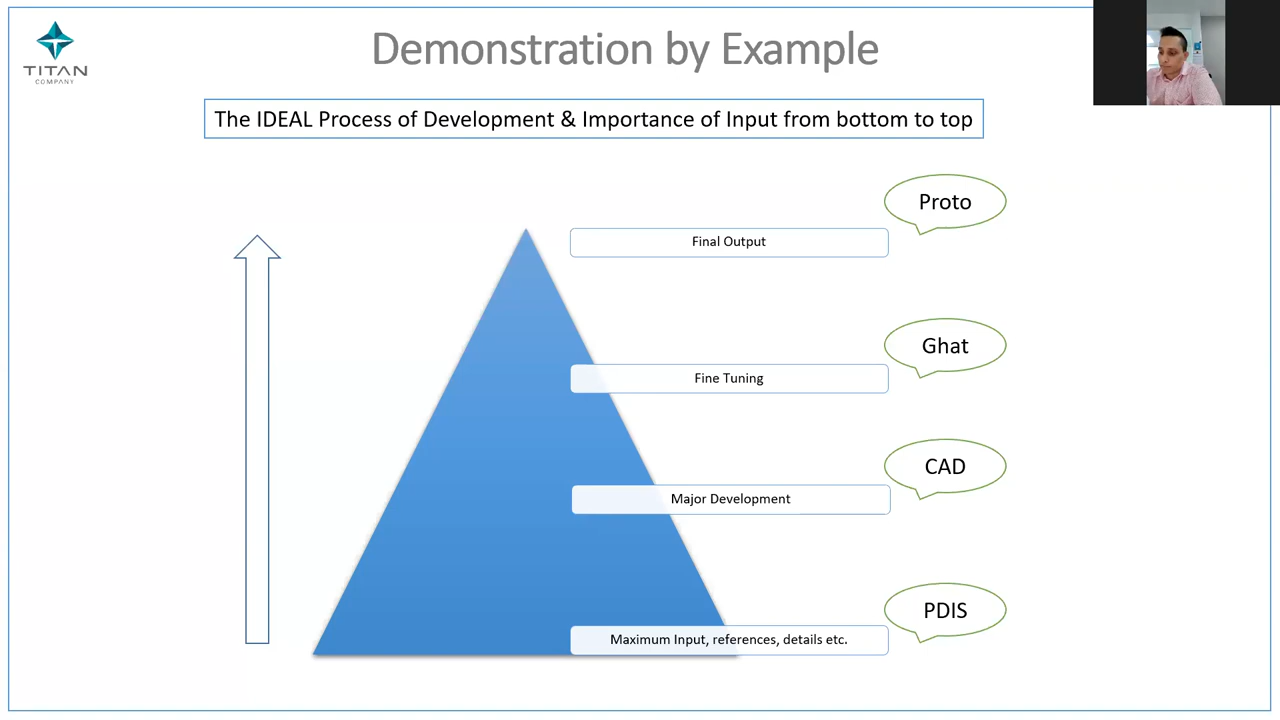 TITAN
COMPANY
Demonstration by Example
The IDEAL Process of Development & Importance of Input from bottom to top
Proto
Final Output
Ghat
Fine Tuning
CAD
Major Development
PDIS
Maximum Input, references, details etc.